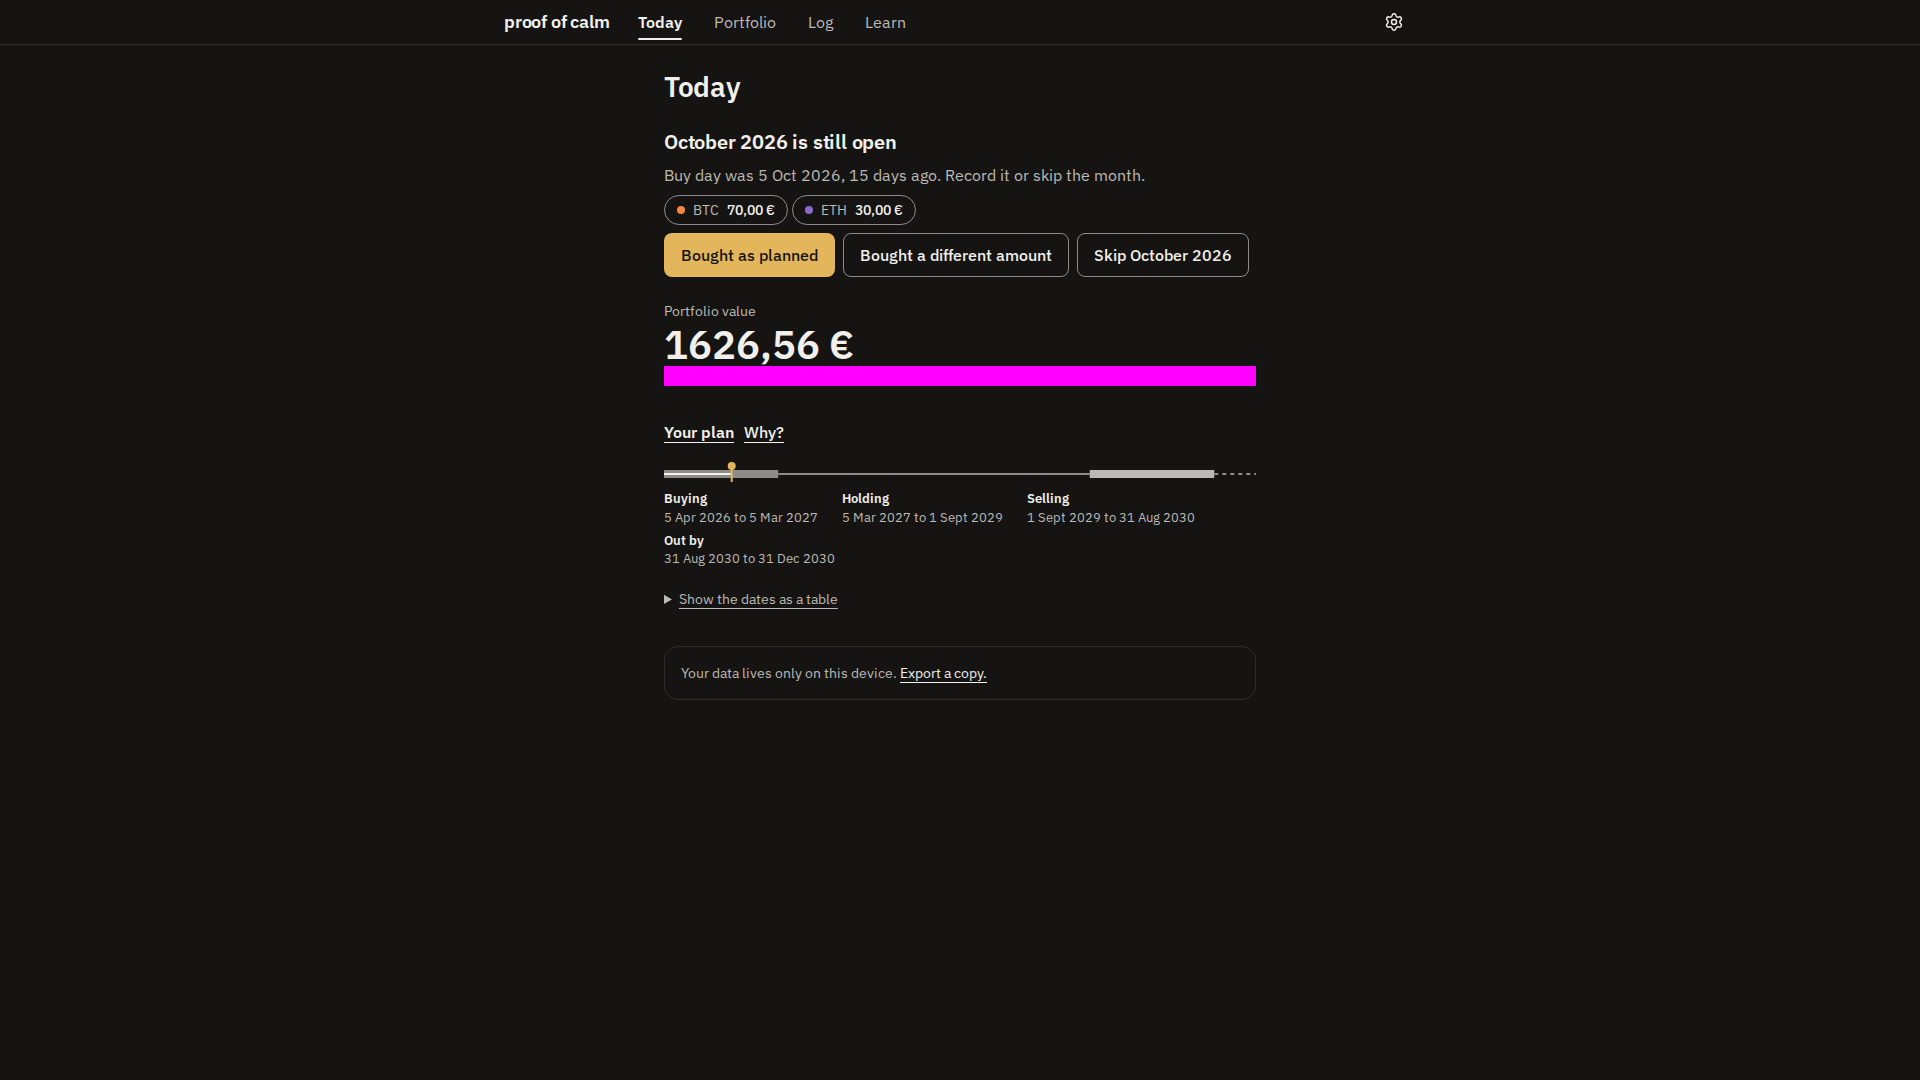 proof of calm Today Portfolio Log Learn
Today
October 2026 is still open
Buy day was 5 Oct 2026, 15 days ago. Record it or skip the month.
BTC 70,00 € ETH 30,00 €
Bought as planned Bought a different amount Skip October 2026
Portfolio value
1626,56 €
Your plan Why?
Buying Holding Selling
5 Apr 2026 to 5 Mar 2027 5 Mar 2027 to 1 Sept 2029 1 Sept 2029 to 31 Aug 2030
Out by
31 Aug 2030 to 31 Dec 2030
Show the dates as a table
Your data lives only on this device. Export a copy.